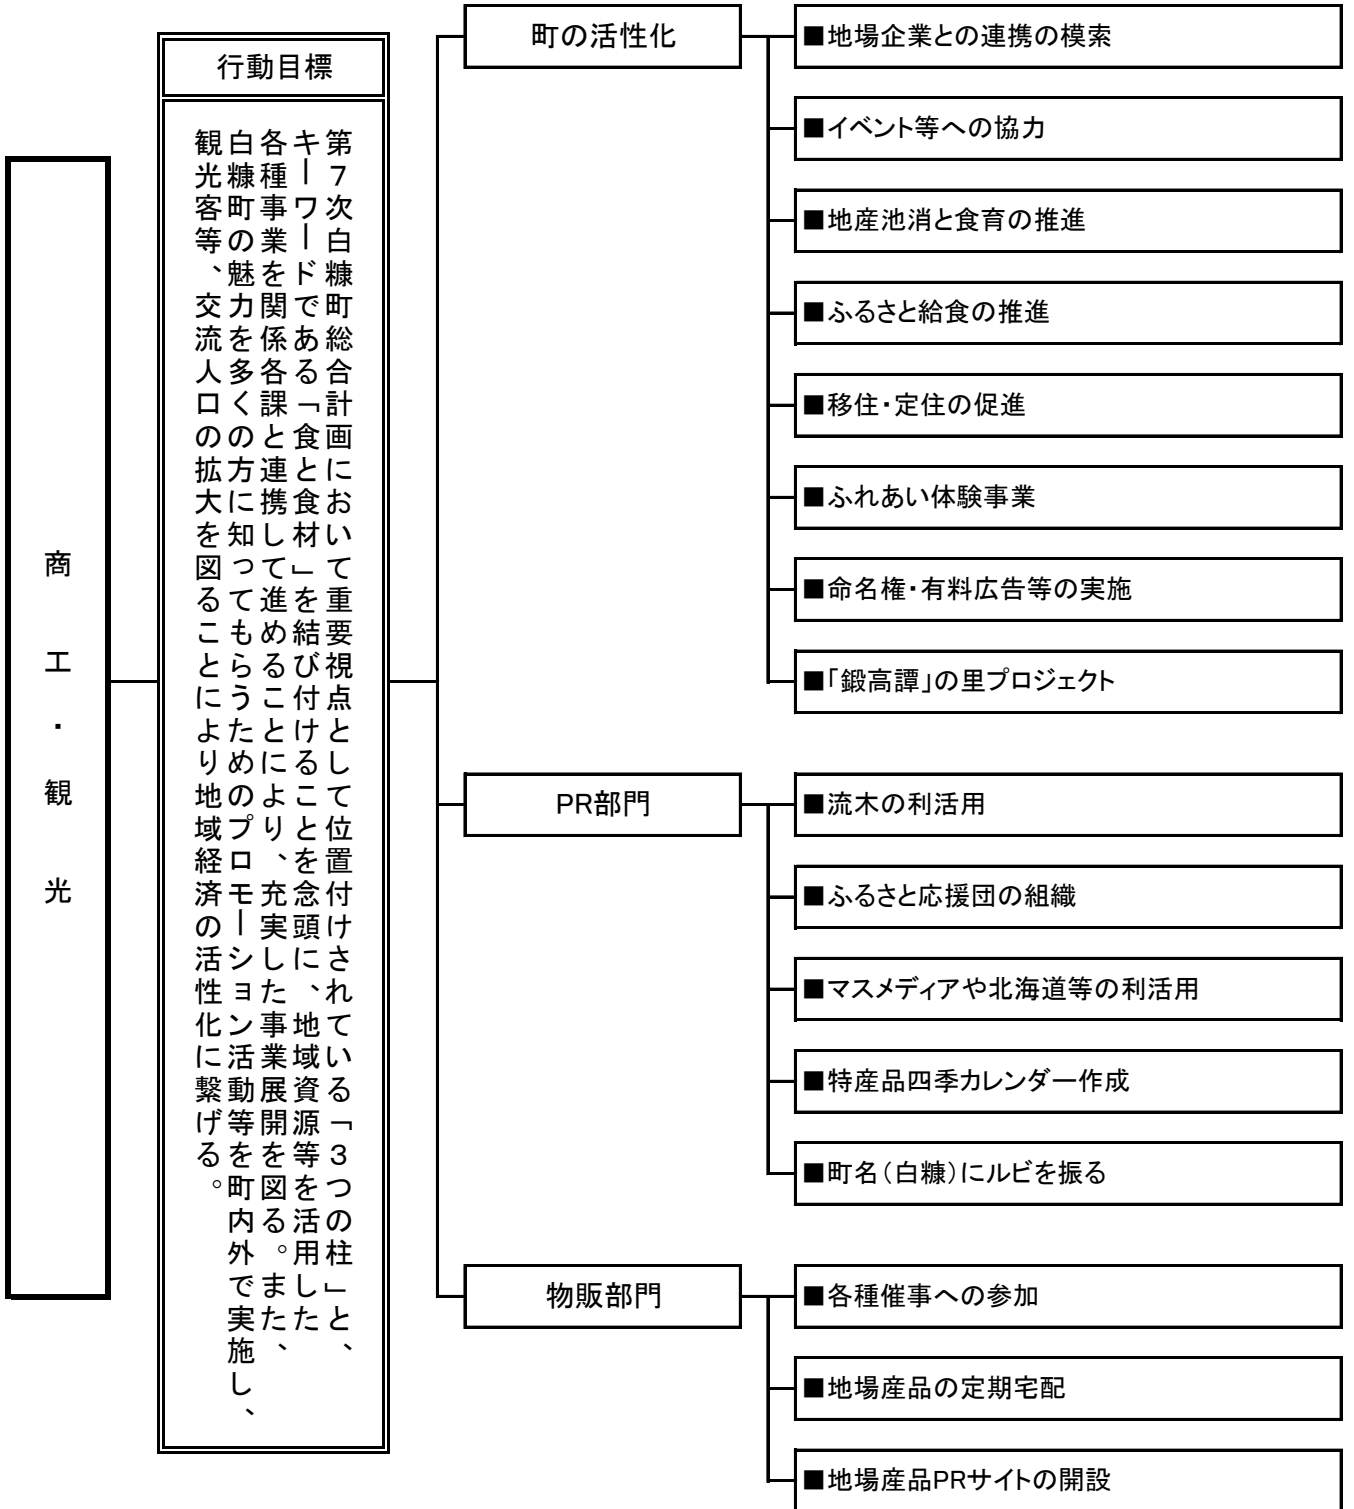 商工・観光
行動目標
第7次白糠町総合計画において重要視点として位置付けされている「3つの柱」と、
キーワードである「食と食材」を結び付けることを念頭に、地域資源等を活用した
各種事業を関係各課と連携して進めることにより、充実した事業展開を図る。また、
白糠町の魅力を多くの方に知ってもらうためのプロモーション活動等を町内外で実施し、
観光客等、交流人口の拡大を図ることにより地域経済の活性化に繋げる。
町の活性化
■地場企業との連携の模索
■イベント等への協力
■地産池消と食育の推進
■ふるさと給食の推進
■移住・定住の促進
■ふれあい体験事業
■命名権・有料広告等の実施
■「鍛高譚」の里プロジェクト
PR部門
■流木の利活用
■ふるさと応援団の組織
■マスメディアや北海道等の利活用
■特産品四季カレンダー作成
■町名(白糠)にルビを振る
物販部門
■各種催事への参加
■地場産品の定期宅配
■地場産品PRサイトの開設